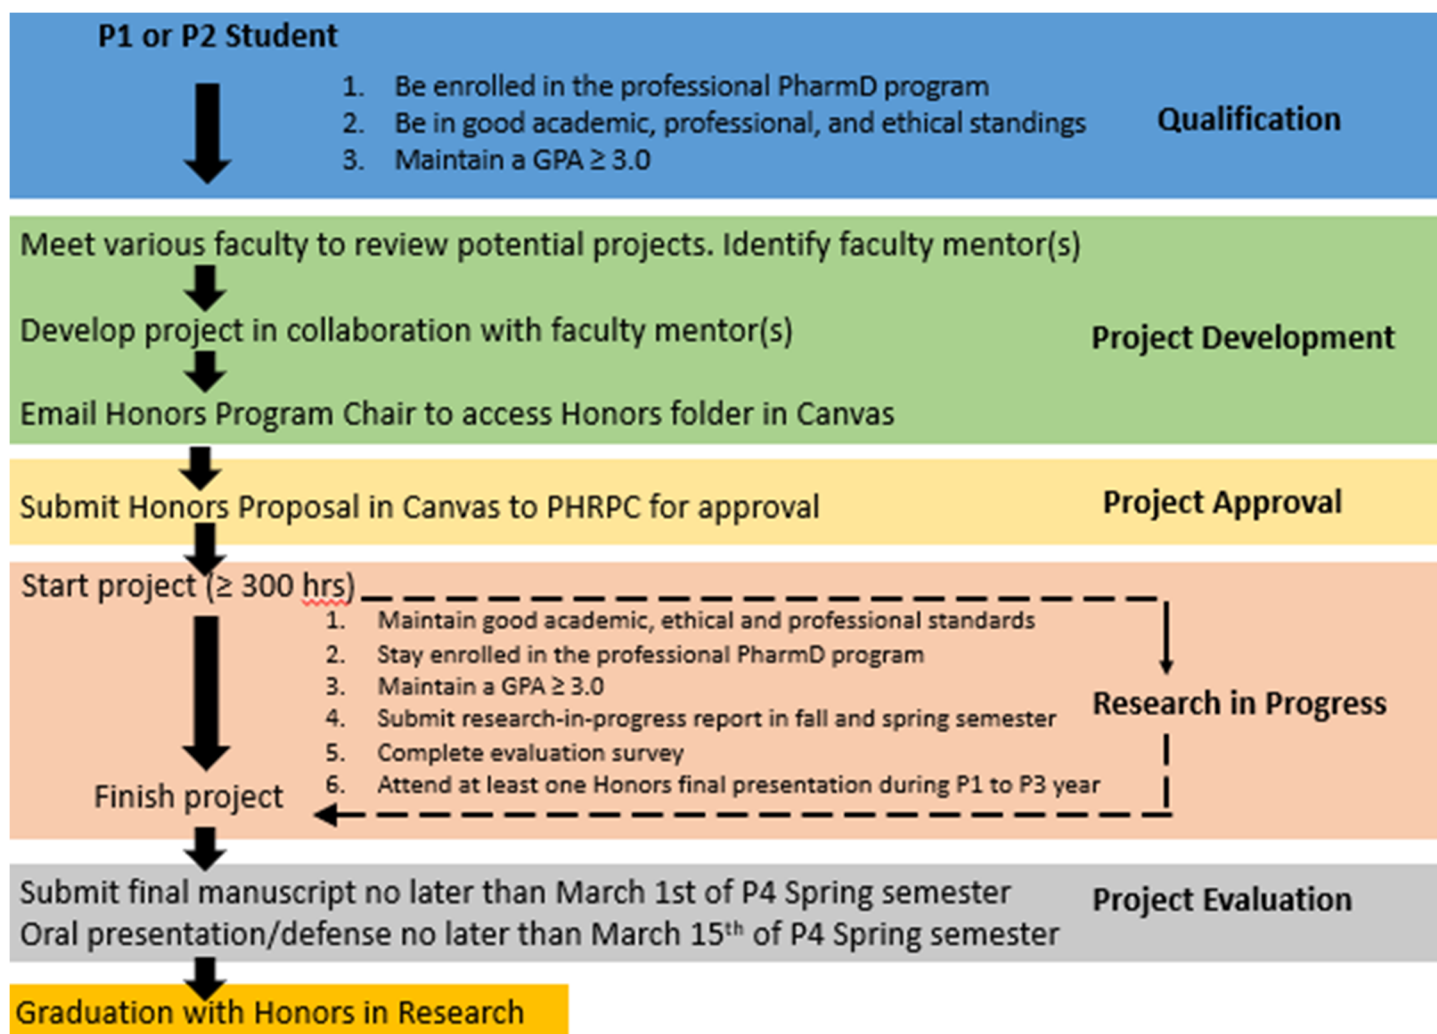 P1 or P2 Student
1. Be enrolled in the professional PharmD program
2. Be in good academic, professional, and ethical standings
3. Maintain a GPA ≥ 3.0
Qualification
Meet various faculty to review potential projects. Identify faculty mentor(s)
Develop project in collaboration with faculty mentor(s)
Project Development
Email Honors Program Chair to access Honors folder in Canvas
Submit Honors Proposal in Canvas to PHRPC for approval
Project Approval
Start project (≥ 300 hrs)
1. Maintain good academic, ethical and professional standards
2. Stay enrolled in the professional PharmD program
3. Maintain a GPA ≥ 3.0
4. Submit research-in-progress report in fall and spring semester
5. Complete evaluation survey
6. Attend at least one Honors final presentation during P1 to P3 year
Research in Progress
Finish project
Submit final manuscript no later than March 1st of P4 Spring semester
Oral presentation/defense no later than March 15th of P4 Spring semester
Project Evaluation
Graduation with Honors in Research